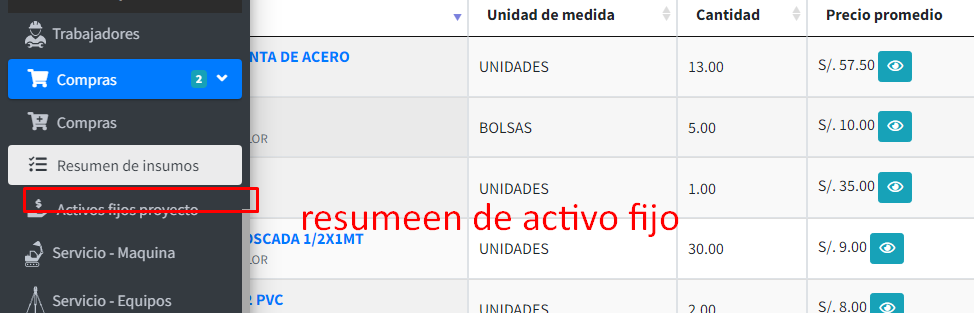 Unidad de medida Cantidad Precio promedio
Trabajadores
NTA DE ACERO UNIDADES 13.00 S/. 57.50
Compras 2
Compras BOLSAS 5.00 S/. 10.00
LOR
Resumen de insumos
UNIDADES 1.00 S/. 35.00
Activos fijos proyecto
resumeen de activo fijo
OSCADA 1/2X1MT UNIDADES 30.00 S/. 9.00
Servicio - Maquina LOR
Servicio - Equipos 2 PVC UNIDADES 2.00 S/. 8.00